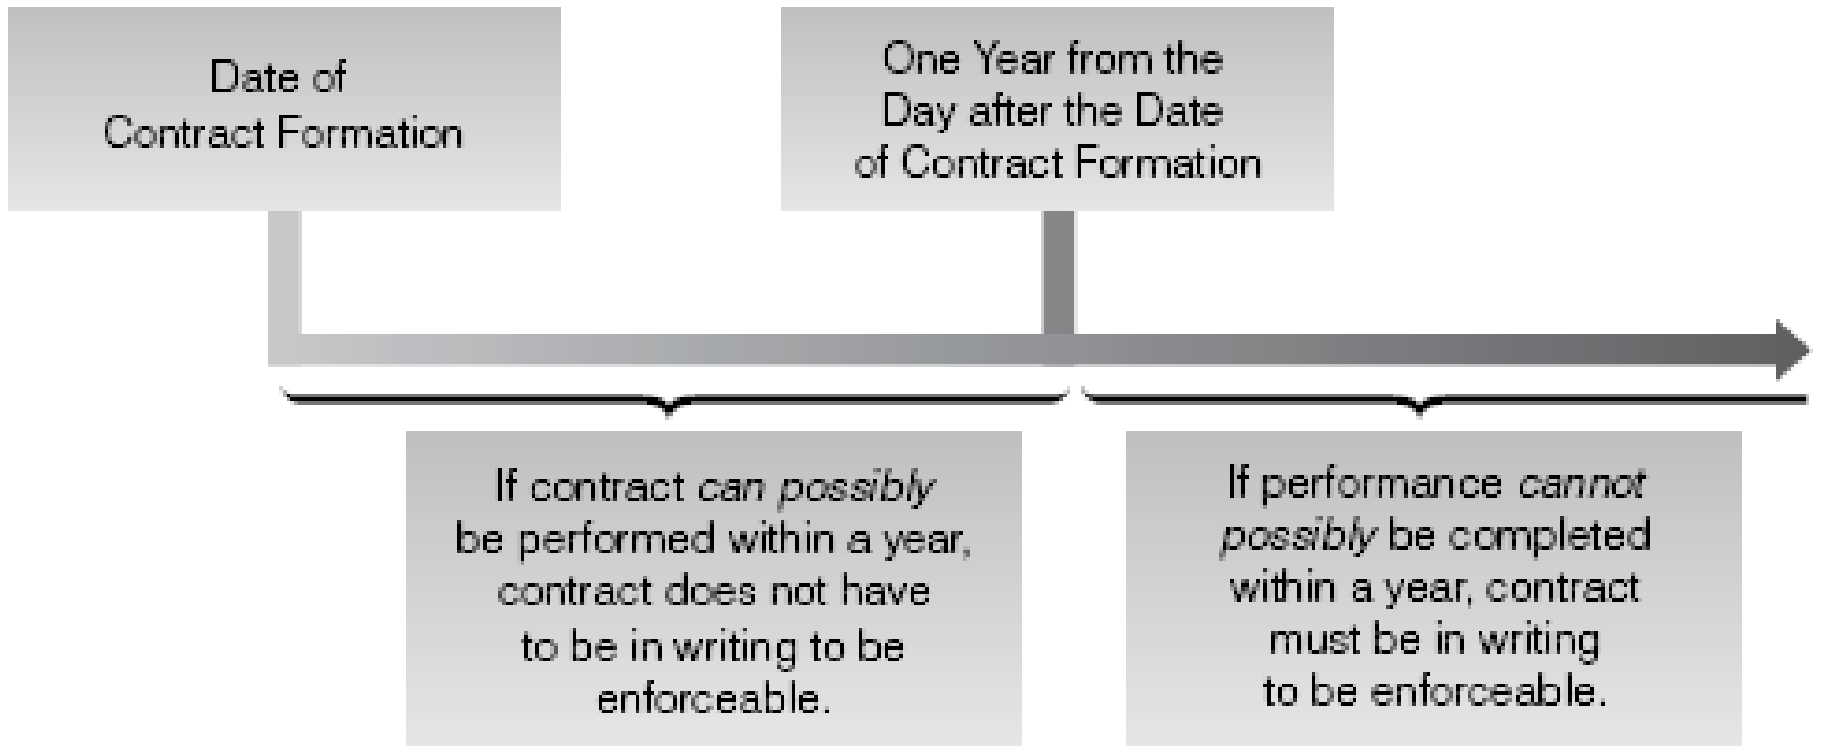 Date of
Contract Formation
One Year from the
Day after the Date
of Contract Formation
If contract can possibly
be performed within a year,
contract does not have
to be in writing to be
enforceable.
If performance cannot
possibly be completed
within a year, contract
must be in writing
to be enforceable.